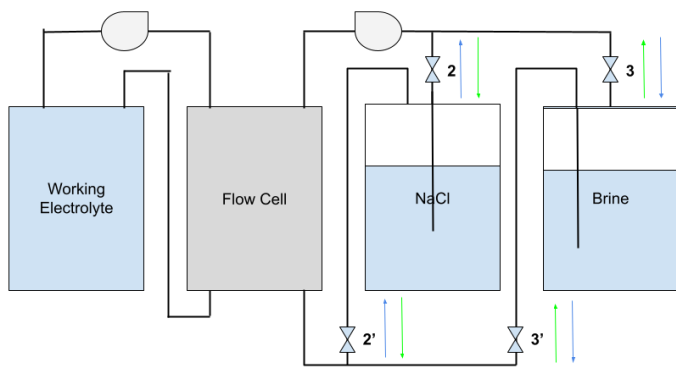 2
3
Working
Electrolyte
Flow Cell
NaCl
Brine
2'
3'